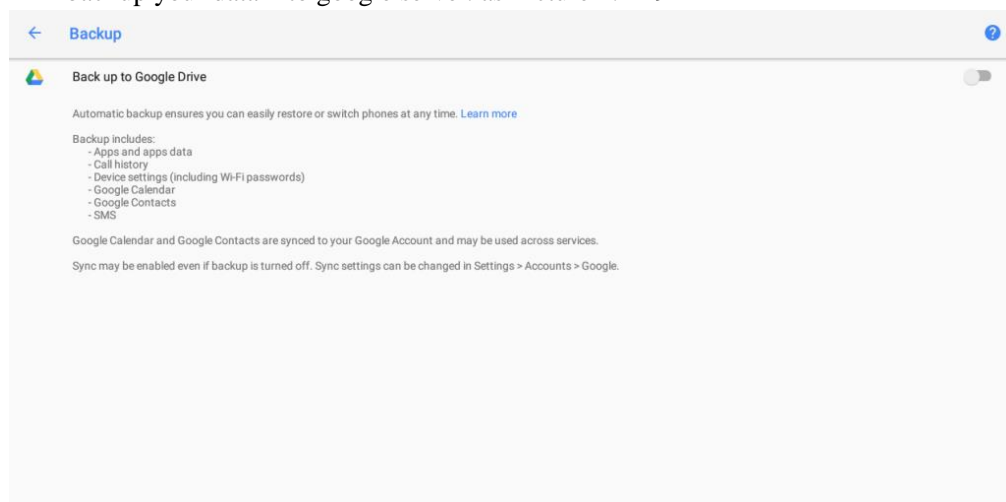 Backup
Back up to Google Drive
Automatic backup ensures you can easily restore or switch phones at any time. Learn more
Backup includes:
- Apps and apps data
- Call history
- Device settings (including Wi-Fi passwords)
- Google Calendar
- Google Contacts
- SMS
Google Calendar and Google Contacts are synced to your Google Account and may be used across services.
Sync may be enabled even if backup is turned off. Sync settings can be changed in Settings > Accounts > Google.